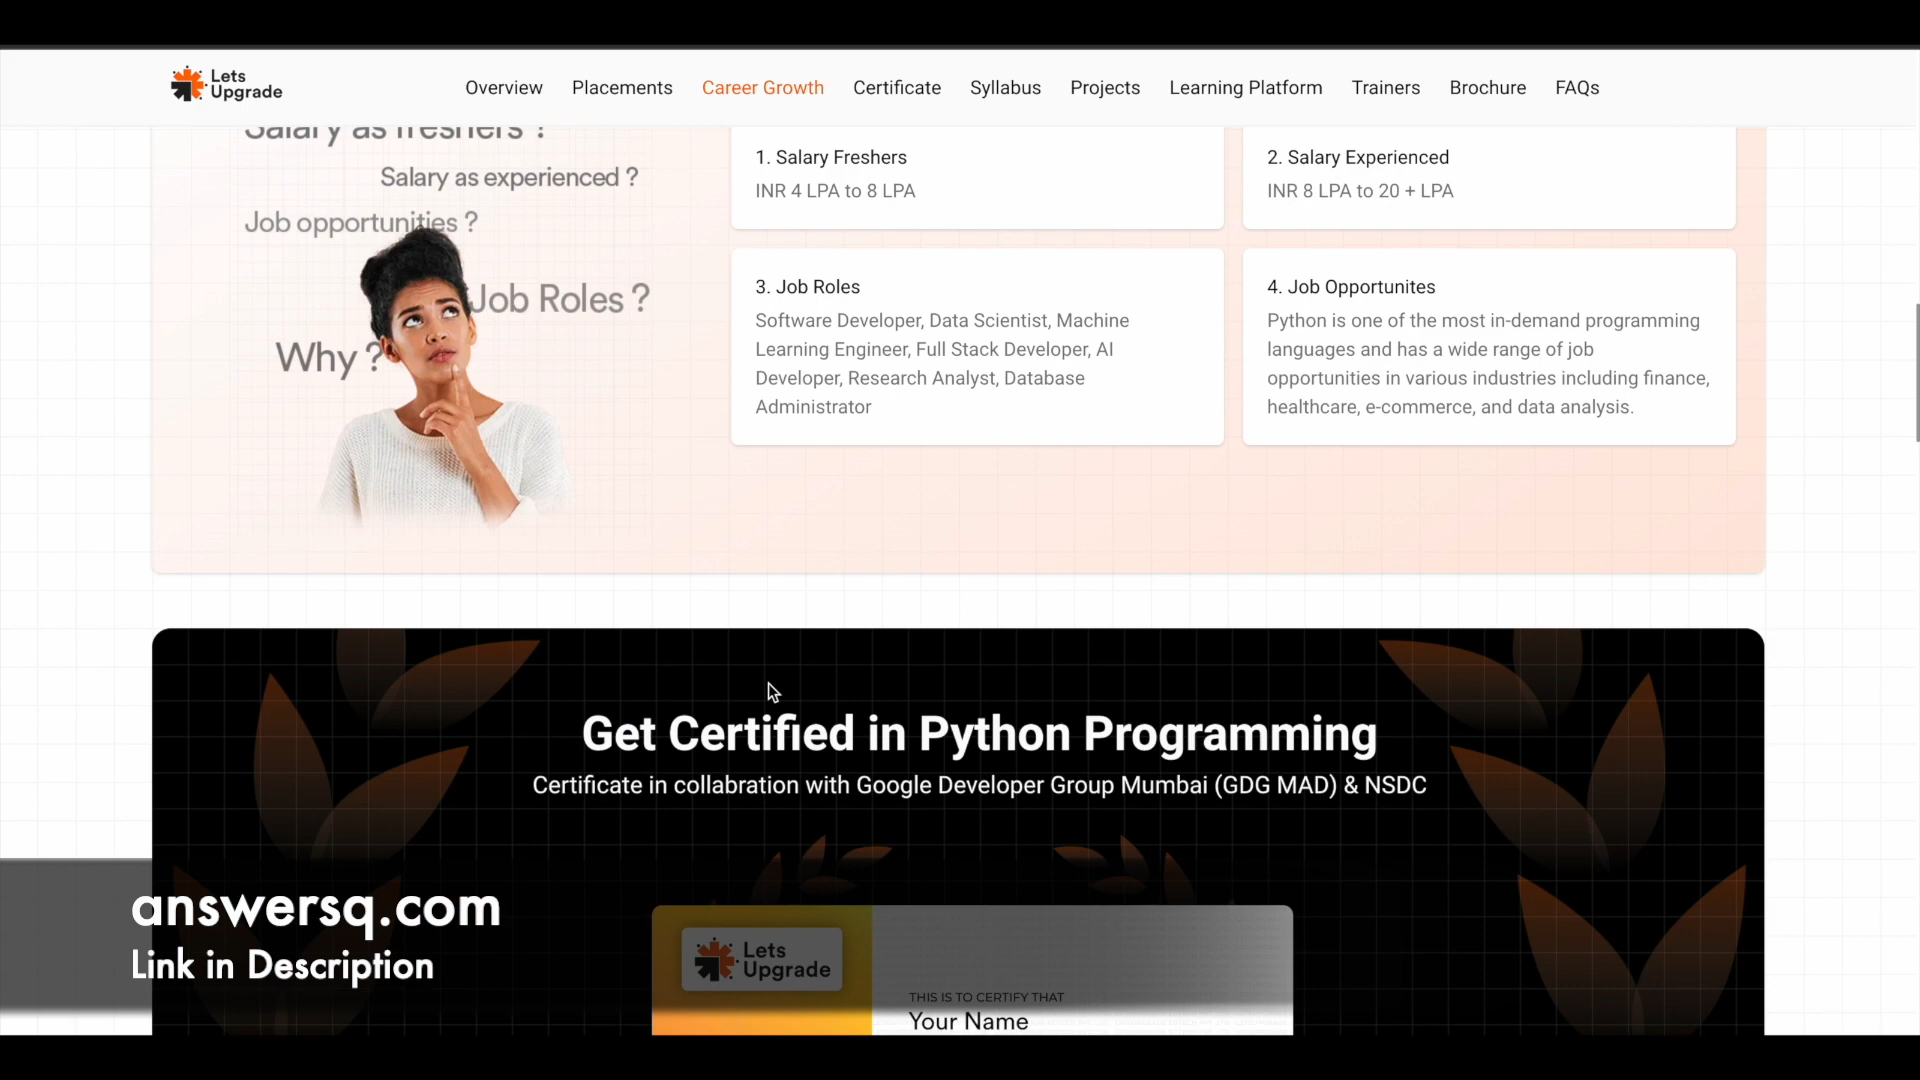 Lets
Upgrade
Overview
Placements
Career Growth
Certificate
Syllabus
Projects
Learning Platform
Trainers
Brochure
FAQs
Salary as freshers ?
Salary as experienced ?
Job opportunities ?
Job Roles ?
Why ?
1. Salary Freshers
INR 4 LPA to 8 LPA
2. Salary Experienced
INR 8 LPA to 20 + LPA
3. Job Roles
Software Developer, Data Scientist, Machine
Learning Engineer, Full Stack Developer, AI
Developer, Research Analyst, Database
Administrator
4. Job Opportunites
Python is one of the most in-demand programming
languages and has a wide range of job
opportunities in various industries including finance,
healthcare, e-commerce, and data analysis.
Get Certified in Python Programming
Certificate in collabration with Google Developer Group Mumbai (GDG MAD) & NSDC
answersq.com
Link in Description
Lets
Upgrade
THIS IS TO CERTIFY THAT
Your Name